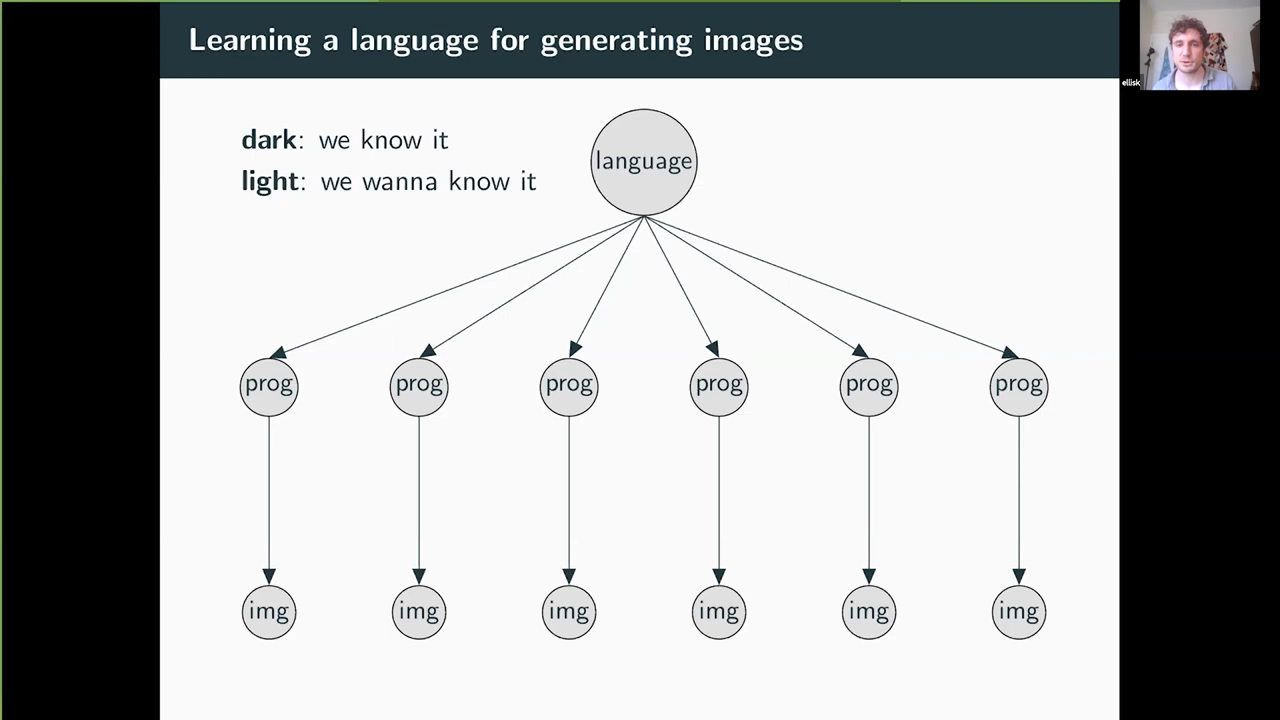 Learning a language for generating images
ellisk
dark: we know it
light: we wanna know it
language
prog prog prog prog prog prog
img img img img img img